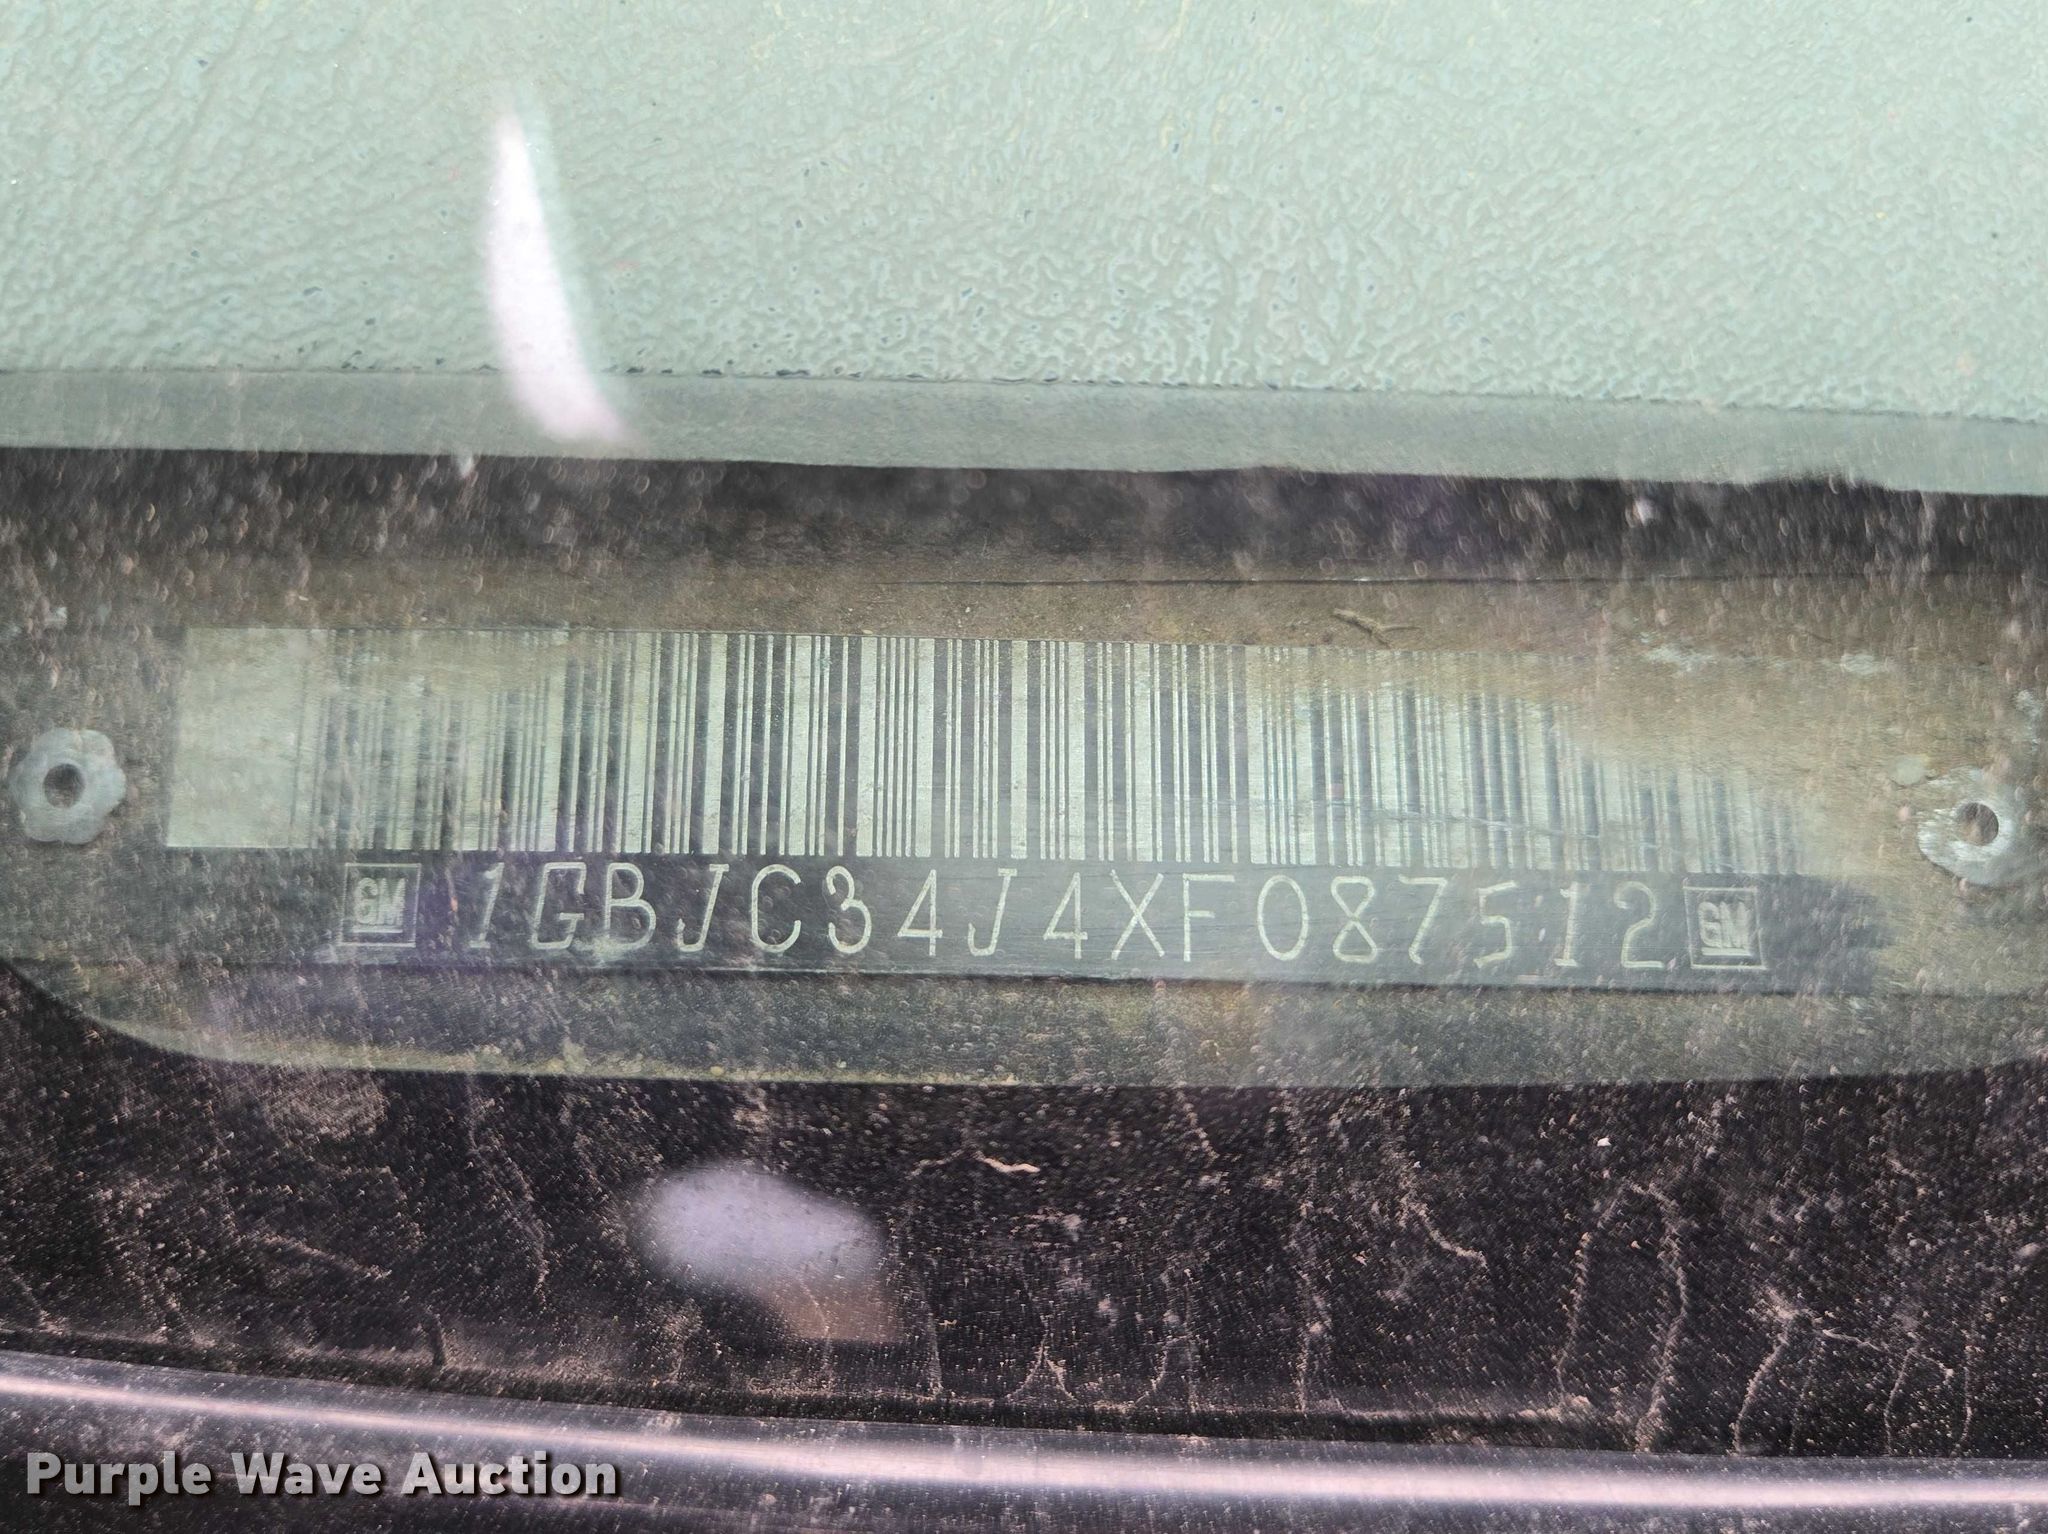 GM 1GBJC34J4XF087512 GM
Purple Wave Auction